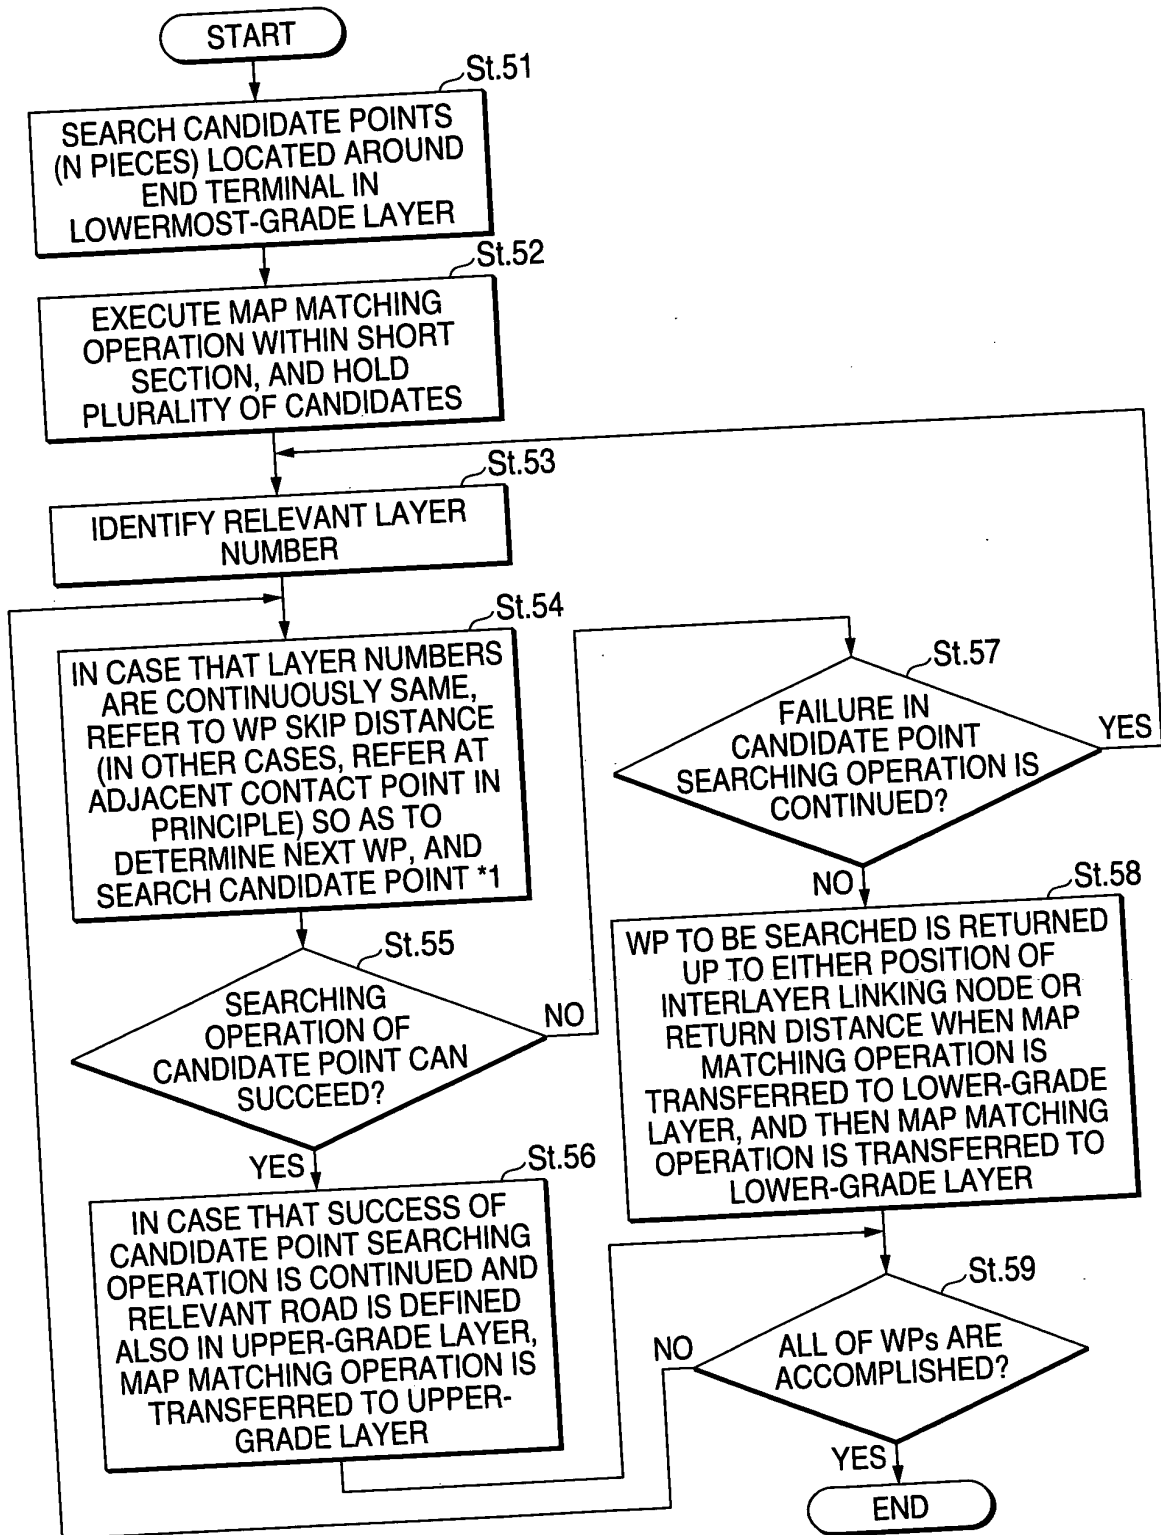 START
St.51
SEARCH CANDIDATE POINTS
(N PIECES) LOCATED AROUND
END TERMINAL IN
LOWERMOST-GRADE LAYER
St.52
EXECUTE MAP MATCHING
OPERATION WITHIN SHORT
SECTION, AND HOLD
PLURALITY OF CANDIDATES
St.53
IDENTIFY RELEVANT LAYER
NUMBER
St.54
IN CASE THAT LAYER NUMBERS
ARE CONTINUOUSLY SAME,
REFER TO WP SKIP DISTANCE
(IN OTHER CASES, REFER AT
ADJACENT CONTACT POINT IN
PRINCIPLE) SO AS TO
DETERMINE NEXT WP, AND
SEARCH CANDIDATE POINT *1
St.55
SEARCHING
OPERATION OF
CANDIDATE POINT CAN
SUCCEED?
NO
YES
St.56
IN CASE THAT SUCCESS OF
CANDIDATE POINT SEARCHING
OPERATION IS CONTINUED AND
RELEVANT ROAD IS DEFINED
ALSO IN UPPER-GRADE LAYER,
MAP MATCHING OPERATION IS
TRANSFERRED TO UPPER-
GRADE LAYER
St.57
FAILURE IN
CANDIDATE POINT
SEARCHING OPERATION IS
CONTINUED?
YES
NO
St.58
WP TO BE SEARCHED IS RETURNED
UP TO EITHER POSITION OF
INTERLAYER LINKING NODE OR
RETURN DISTANCE WHEN MAP
MATCHING OPERATION IS
TRANSFERRED TO LOWER-GRADE
LAYER, AND THEN MAP MATCHING
OPERATION IS TRANSFERRED TO
LOWER-GRADE LAYER
St.59
ALL OF WPs ARE
ACCOMPLISHED?
NO
YES
END